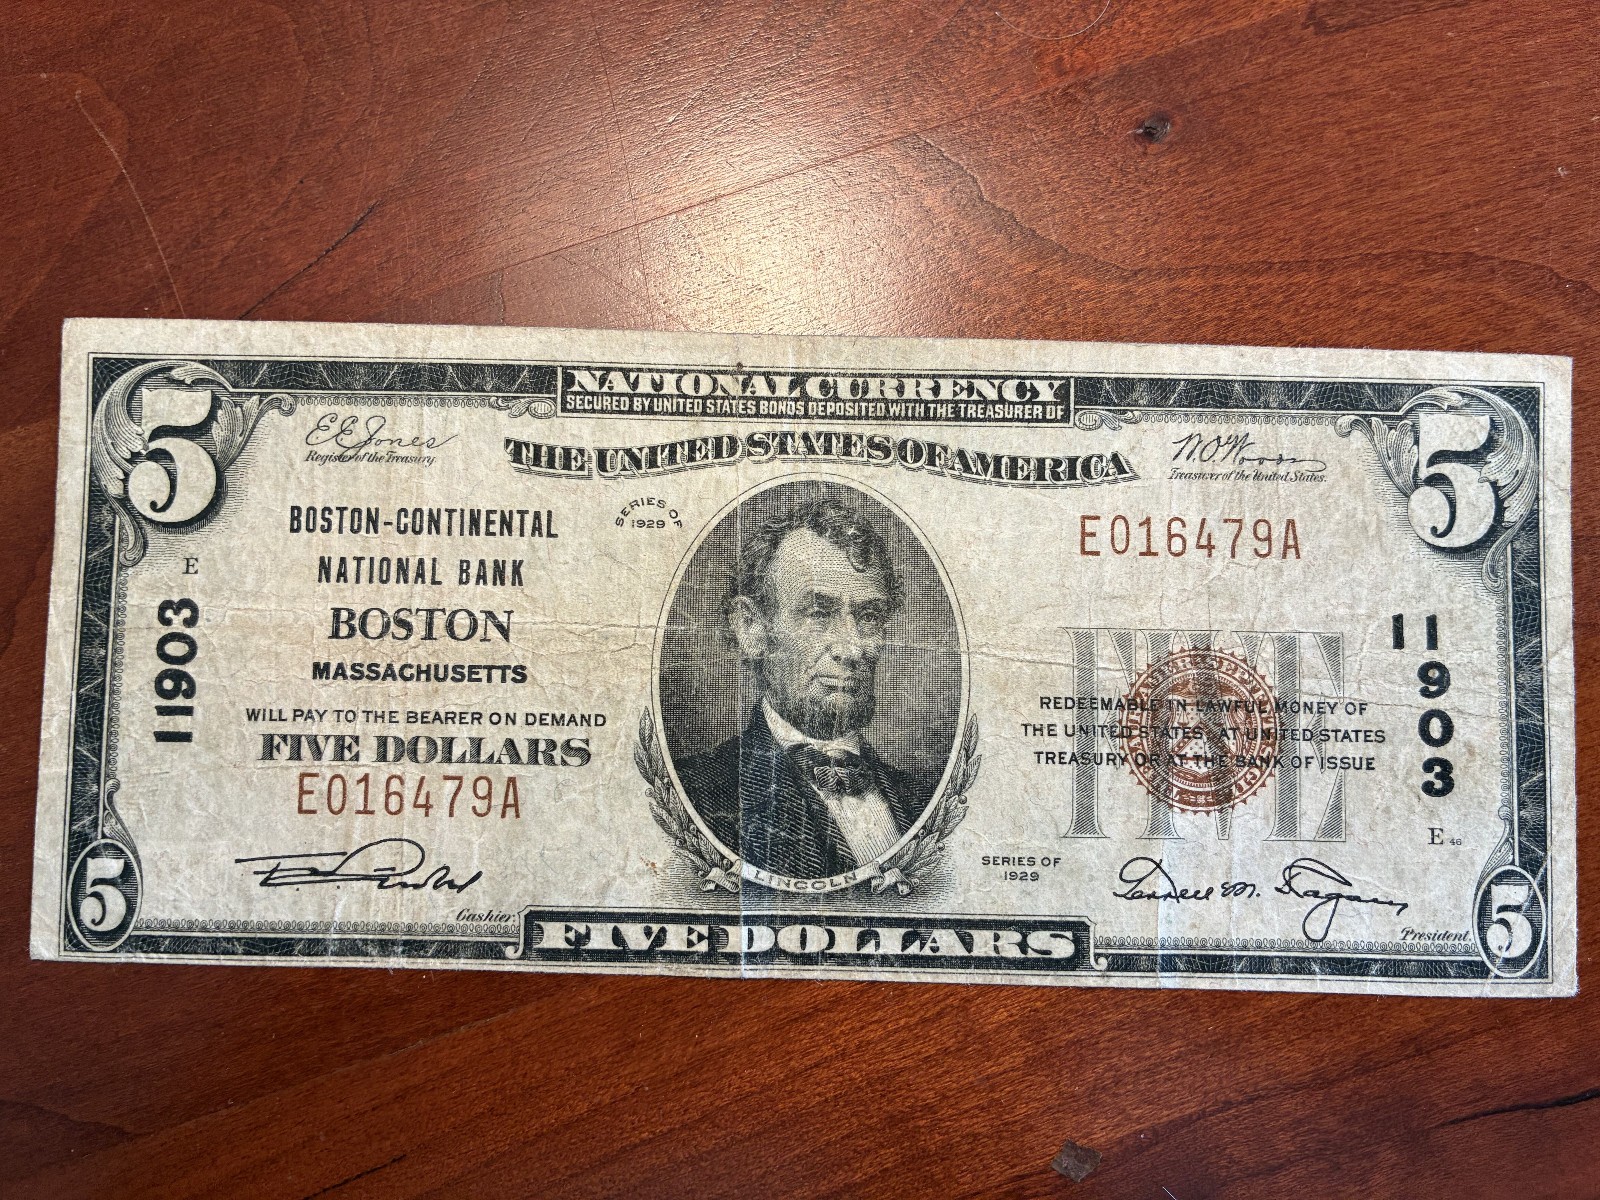 NATIONAL CURRENCY
SECURED BY UNITED STATES BONDS DEPOSITED WITH THE TREASURER OF
THE UNITED STATES OF AMERICA
5
5
E E Jones
Register of the Treasury
W. O. Woods
Treasurer of the United States.
SERIES OF
1929
BOSTON-CONTINENTAL
NATIONAL BANK
BOSTON
MASSACHUSETTS
WILL PAY TO THE BEARER ON DEMAND
FIVE DOLLARS
E016479A
E
11903
E016479A
11903
FIVE
REDEEMABLE IN LAWFUL MONEY OF
THE UNITED STATES AT UNITED STATES
TREASURY OR AT THE BANK OF ISSUE
E 46
SERIES OF
1929
LINCOLN
Cashier.
President.
5
FIVE DOLLARS
5